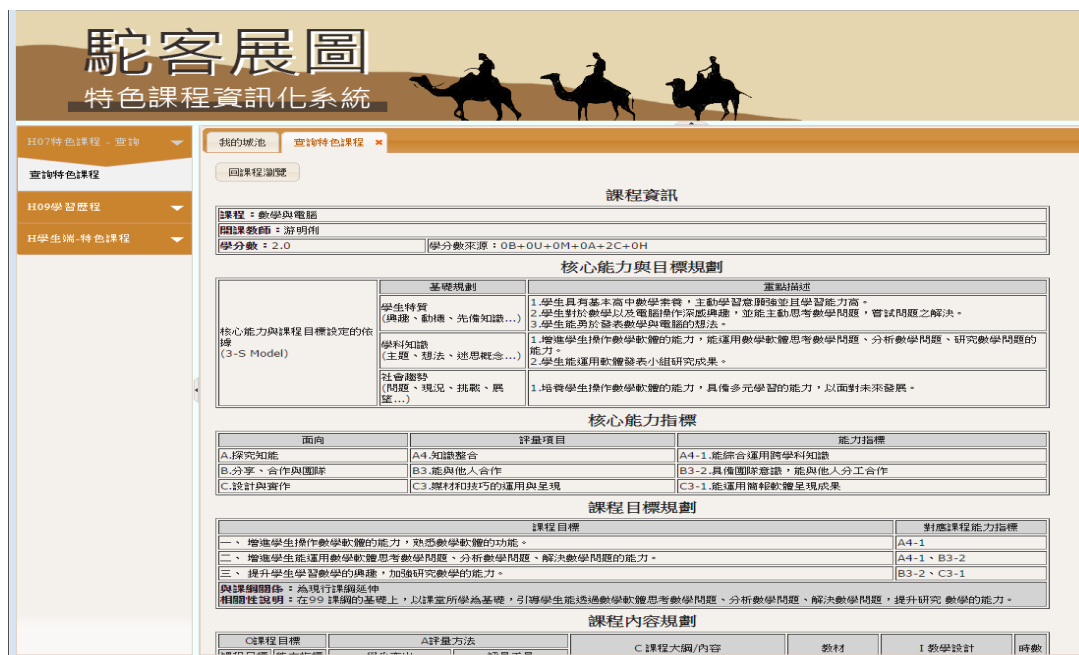 駝客展圖
特色課程資訊化系統
H07特色課程 - 查詢
查詢特色課程
H09學習歷程
H學生端-特色課程
我的城池
查詢特色課程
回課程瀏覽
課程資訊
課程：數學與電腦
開課教師：游明俐
學分數：2.0
學分數來源：0B+0U+0M+0A+2C+0H
核心能力與目標規劃
基礎規劃
重點描述
核心能力與課程目標設定的依
據
(3-S Model)
學生特質
(興趣、動機、先備知識...)
1.學生具有基本高中數學素養，主動學習意願強並且學習能力高。
2.學生對於數學以及電腦操作深感興趣，並能主動思考數學問題，嘗試問題之解決。
3.學生能勇於發表數學與電腦的想法。
學科知識
(主題、想法、迷思概念...)
1.增進學生操作數學軟體的能力，能運用數學軟體思考數學問題、分析數學問題、研究數學問題的
能力。
2.學生能運用軟體發表小組研究成果。
社會趨勢
(問題、現況、挑戰、展
望...)
1.培養學生操作數學軟體的能力，具備多元學習的能力，以面對未來發展。
核心能力指標
面向
評量項目
能力指標
A.探究知能
A4.知識整合
A4-1.能綜合運用跨學科知識
B.分享、合作與團隊
B3.能與他人合作
B3-2.具備團隊意識，能與他人分工合作
C.設計與實作
C3.媒材和技巧的運用與呈現
C3-1.能運用簡報軟體呈現成果
課程目標規劃
課程目標
對應課程能力指標
一、 增進學生操作數學軟體的能力，熟悉數學軟體的功能。
A4-1
二、 增進學生能運用數學軟體思考數學問題、分析數學問題、解決數學問題的能力。
A4-1、B3-2
三、 提升學生學習數學的興趣，加強研究數學的能力。
B3-2、C3-1
與課綱關係：為現行課綱延伸
相關性說明：在99 課綱的基礎上，以課堂所學為基礎，引導學生能透過數學軟體思考數學問題、分析數學問題、解決數學問題，提升研究 數學的能力。
課程內容規劃
O課程目標
A評量方法
C 課程大綱/內容
教材
I 教學設計
時數